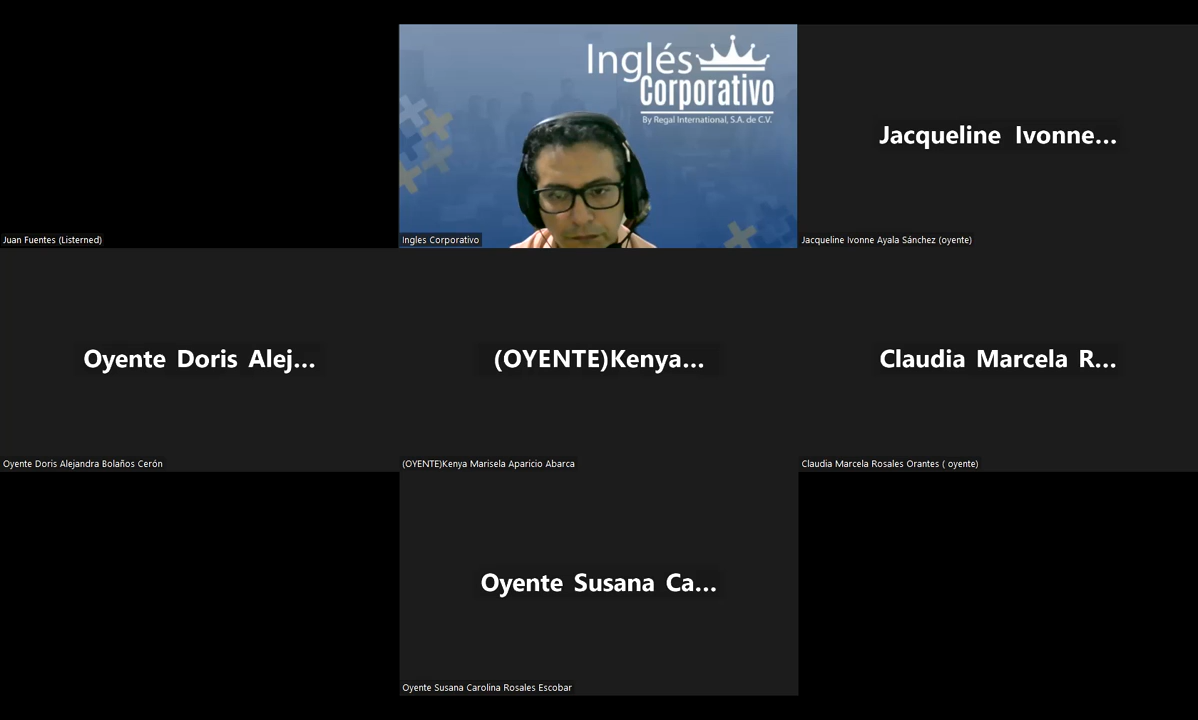 Inglés
Corporativo
By Regal International, S.A. de C.V.
Jacqueline Ivonne...
Juan Fuentes (Listerned)
Ingles Corporativo
Jacqueline Ivonne Ayala Sánchez (oyente)
Oyente Doris Alej...
(OYENTE)Kenya...
Claudia Marcela R...
Oyente Doris Alejandra Bolaños Cerón
(OYENTE)Kenya Marisela Aparicio Abarca
Claudia Marcela Rosales Orantes ( oyente)
Oyente Susana Ca...
Oyente Susana Carolina Rosales Escobar